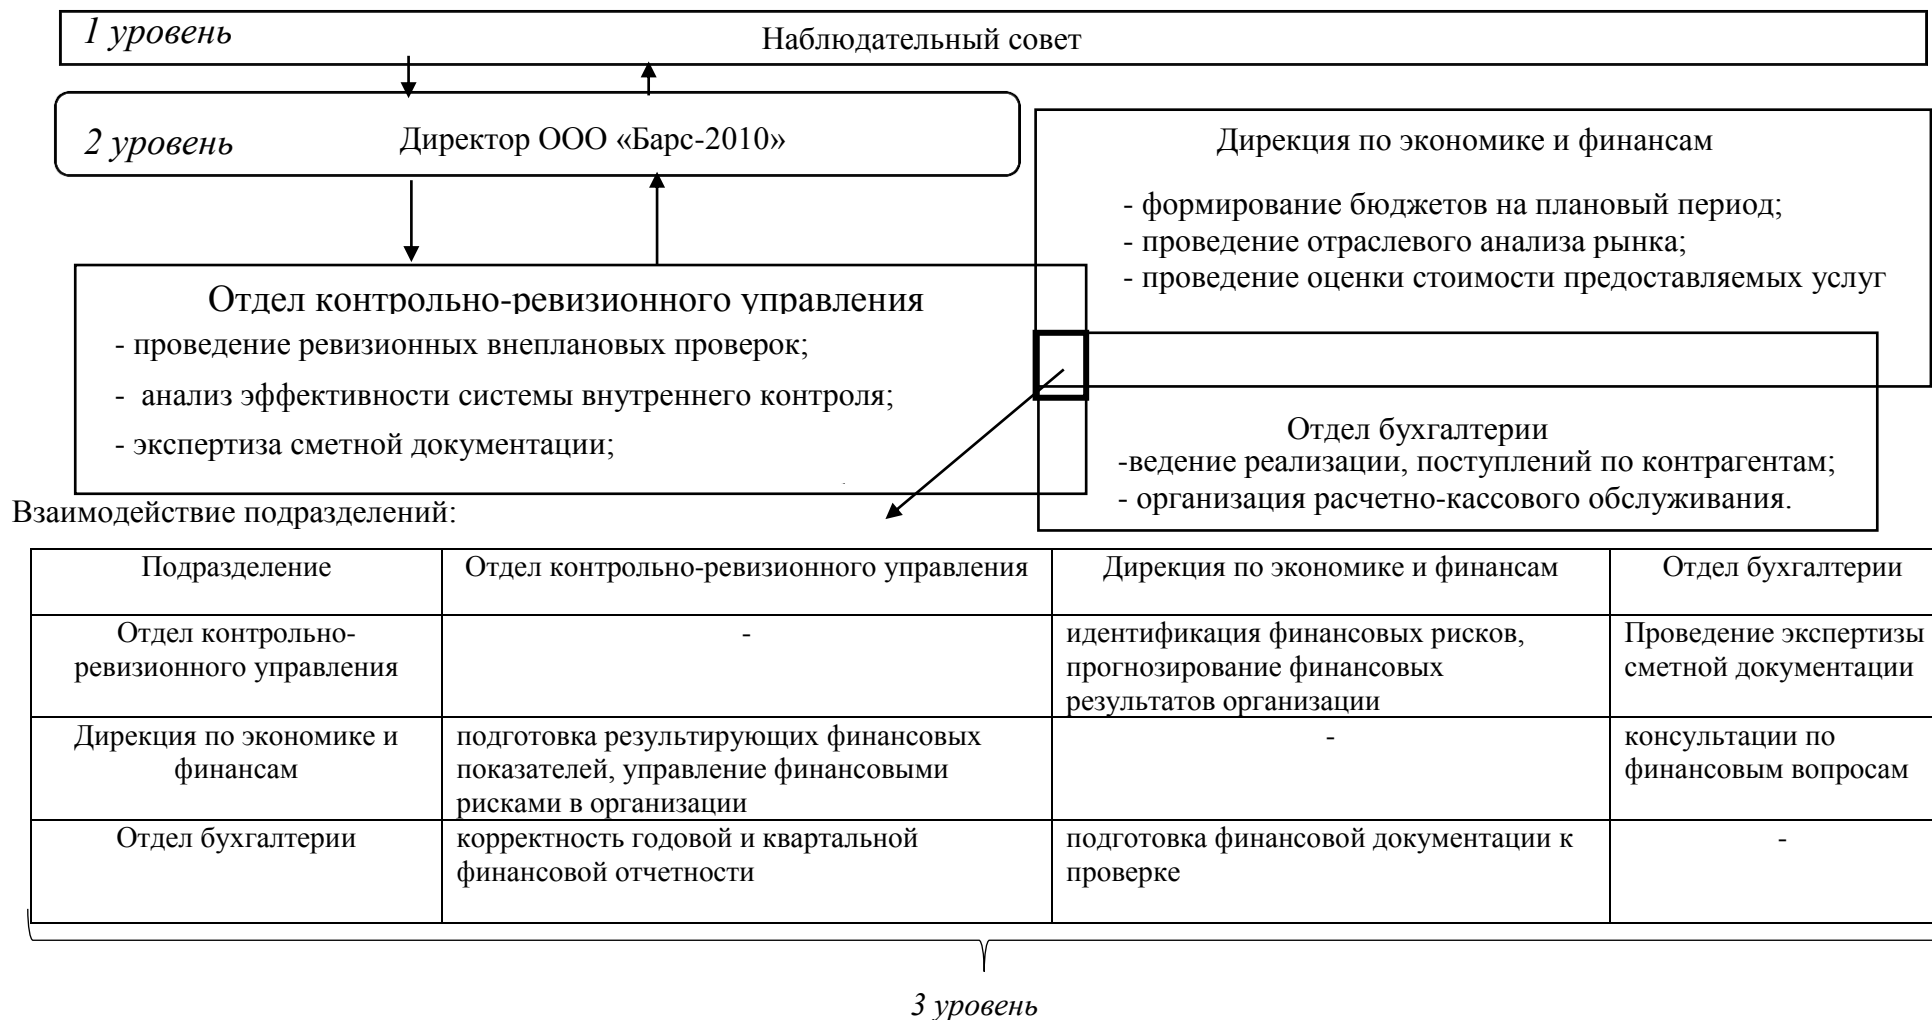 1 уровень
Наблюдательный совет
2 уровень
Директор ООО «Барс-2010»
Дирекция по экономике и финансам
- формирование бюджетов на плановый период;
- проведение отраслевого анализа рынка;
- проведение оценки стоимости предоставляемых услуг
Отдел контрольно-ревизионного управления
- проведение ревизионных внеплановых проверок;
- анализ эффективности системы внутреннего контроля;
- экспертиза сметной документации;
Отдел бухгалтерии
-ведение реализации, поступлений по контрагентам;
- организация расчетно-кассового обслуживания.
Взаимодействие подразделений:
Подразделение
Отдел контрольно-ревизионного управления
Дирекция по экономике и финансам
Отдел бухгалтерии
Отдел контрольно-
ревизионного управления
-
идентификация финансовых рисков,
прогнозирование финансовых
результатов организации
Проведение экспертизы
сметной документации
Дирекция по экономике и
финансам
подготовка результирующих финансовых
показателей, управление финансовыми
рисками в организации
-
консультации по
финансовым вопросам
Отдел бухгалтерии
корректность годовой и квартальной
финансовой отчетности
подготовка финансовой документации к
проверке
-
3 уровень